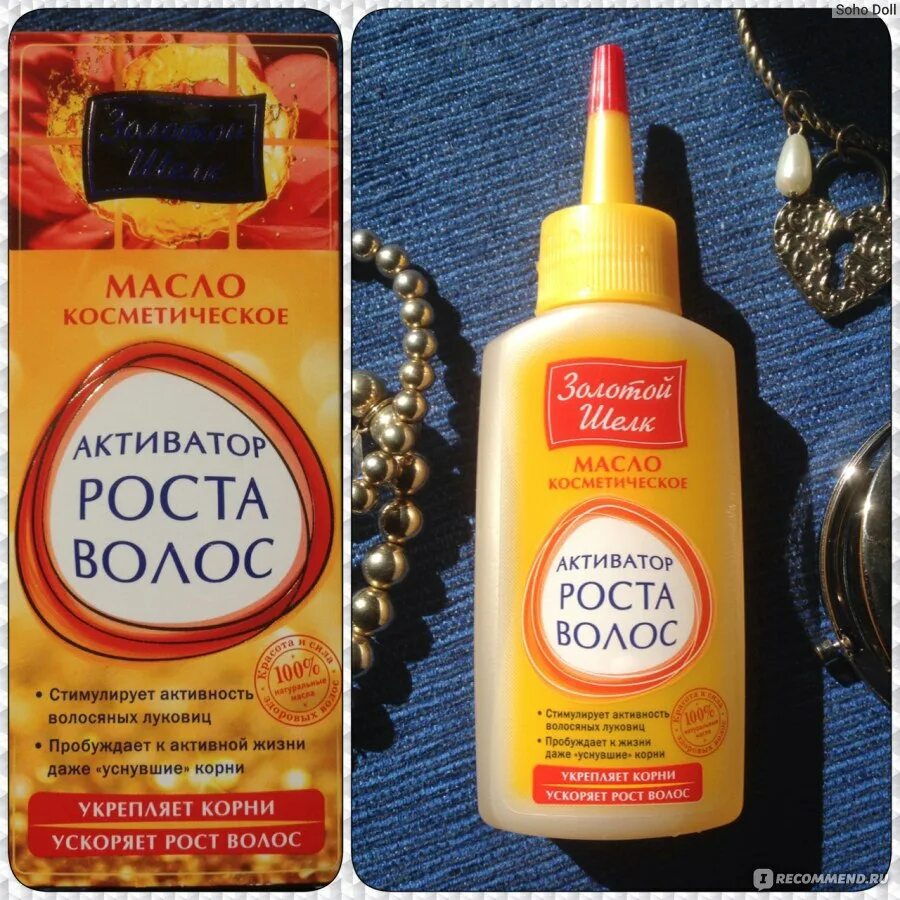 Soho Doll
Золотой
Шелк
МАСЛО
КОСМЕТИЧЕСКОЕ
АКТИВАТОР
РОСТА
ВОЛОС
Красота и сила
100%
натуральные
масла
здоровых волос
• Стимулирует активность
волосяных луковиц
• Пробуждает к активной жизни
даже «уснувшие» корни
УКРЕПЛЯЕТ КОРНИ
УСКОРЯЕТ РОСТ ВОЛОС
Золотой
Шелк
МАСЛО
КОСМЕТИЧЕСКОЕ
АКТИВАТОР
РОСТА
ВОЛОС
Красота и сила
100%
натуральные
масла
здоровых волос
• Стимулирует активность
волосяных луковиц
• Пробуждает к жизни
даже «уснувшие» корни
УКРЕПЛЯЕТ КОРНИ
УСКОРЯЕТ РОСТ ВОЛОС
IRECOMMEND.RU